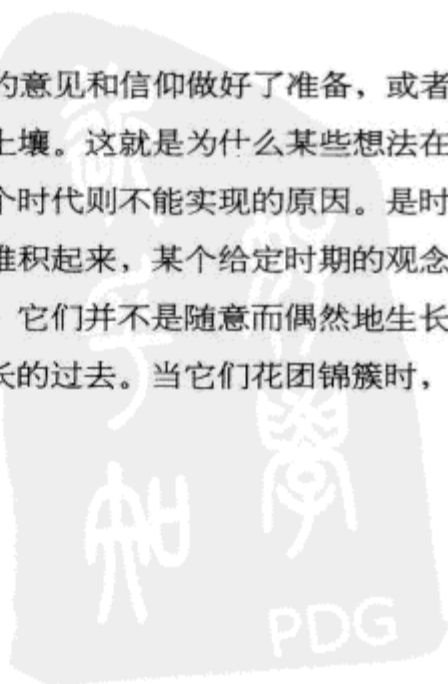 的意见和信仰做好了准备，或者
土壤。这就是为什么某些想法在
个时代则不能实现的原因。是时
堆积起来，某个给定时期的观念
它们并不是随意而偶然地生长
长的过去。当它们花团锦簇时，
PDG